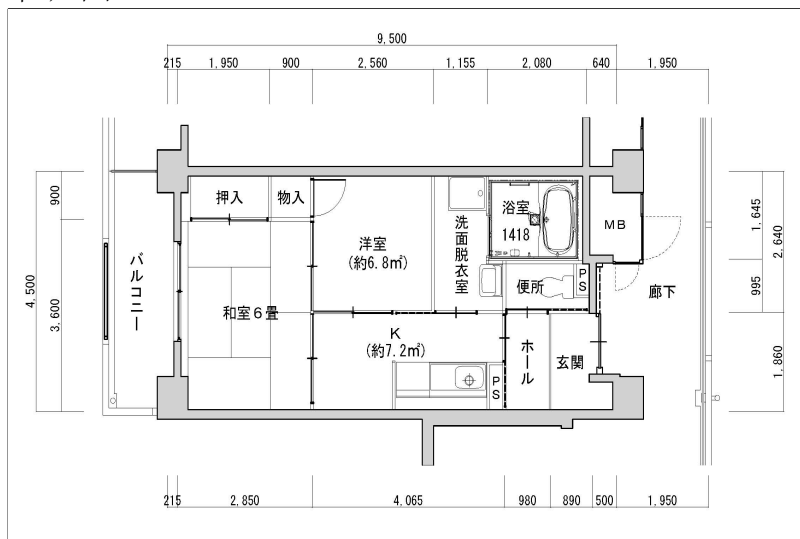 9,500
215 1,950 900 2,560 1,155 2,080 640 1,950
押入
物入
洋室
(約6.8㎡)
洗面脱衣室
浴室
1418
MB
900
3,600
4,500
バルコニー
和室6畳
K
(約7.2㎡)
便所
PS
ホール
玄関
PS
廊下
1,645
995
2,640
1,860
215 2,850 4,065 980 890 500 1,950